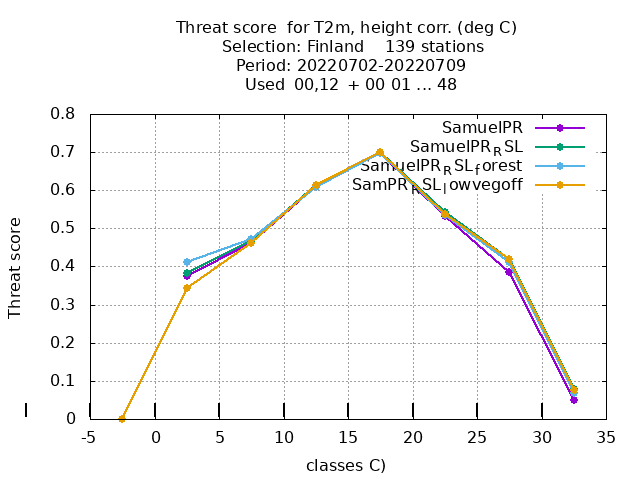 Threat score  for T2m, height corr. (deg C)
Selection: Finland    139 stations
Period: 20220702-20220709
Used  00,12  + 00 01 ... 48
SamuelPR
SamuelPR_RSL
SamuelPR_RSL_forest
SamPR_RSL_lowvegoff
Threat score
0.8
0.7
0.6
0.5
0.4
0.3
0.2
0.1
0
-5 0 5 10 15 20 25 30 35
classes C)